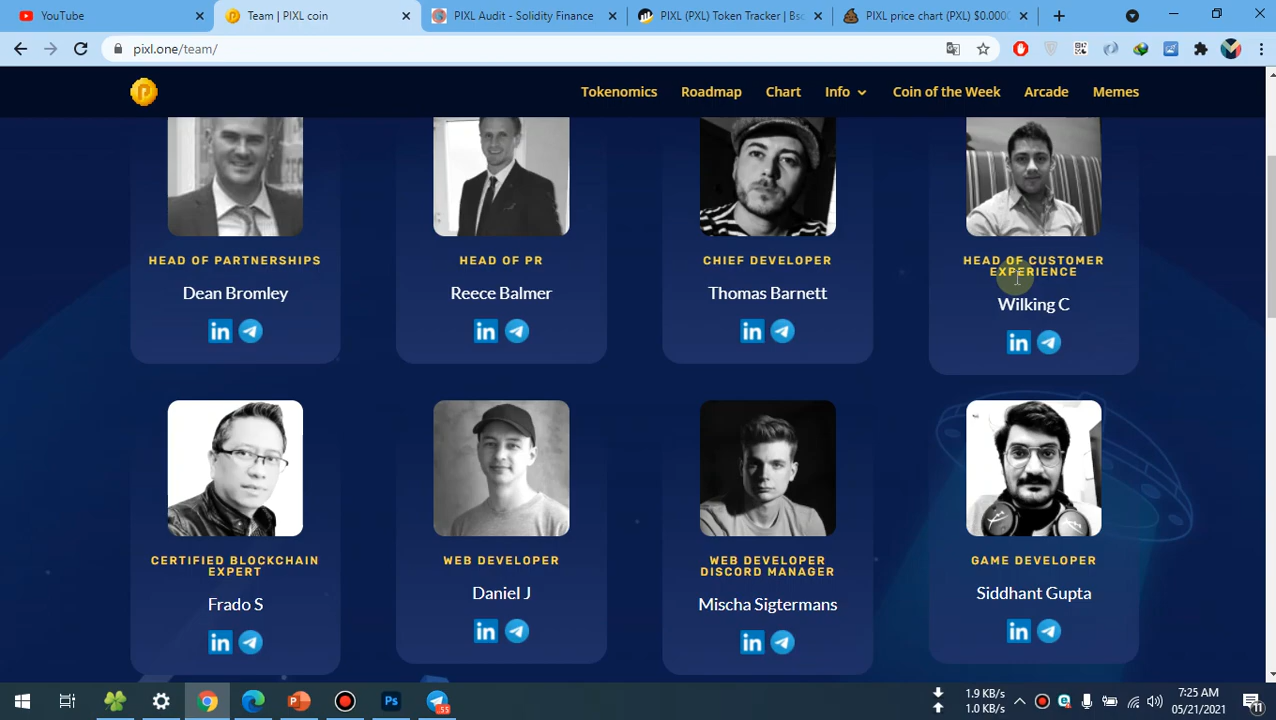 YouTube
Team | PIXL coin
PIXL Audit - Solidity Finance
PIXL (PXL) Token Tracker | Bsc
PIXL price chart (PXL) $0.0000
pixl.one/team/
Tokenomics Roadmap Chart Info Coin of the Week Arcade Memes
HEAD OF PARTNERSHIPS
Dean Bromley
HEAD OF PR
Reece Balmer
CHIEF DEVELOPER
Thomas Barnett
HEAD OF CUSTOMER
EXPERIENCE
Wilking C
CERTIFIED BLOCKCHAIN
EXPERT
Frado S
WEB DEVELOPER
Daniel J
WEB DEVELOPER
DISCORD MANAGER
Mischa Sigtermans
GAME DEVELOPER
Siddhant Gupta
1.9 KB/s
1.0 KB/s
7:25 AM
05/21/2021